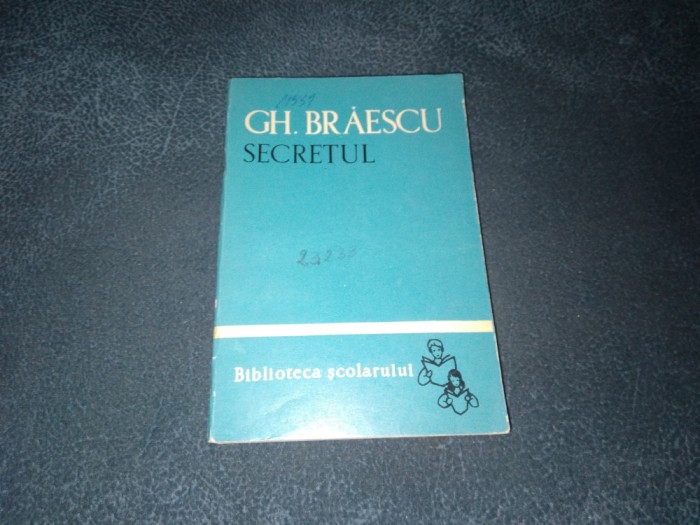 GH. BRĂESCU
SECRETUL
Biblioteca școlarului